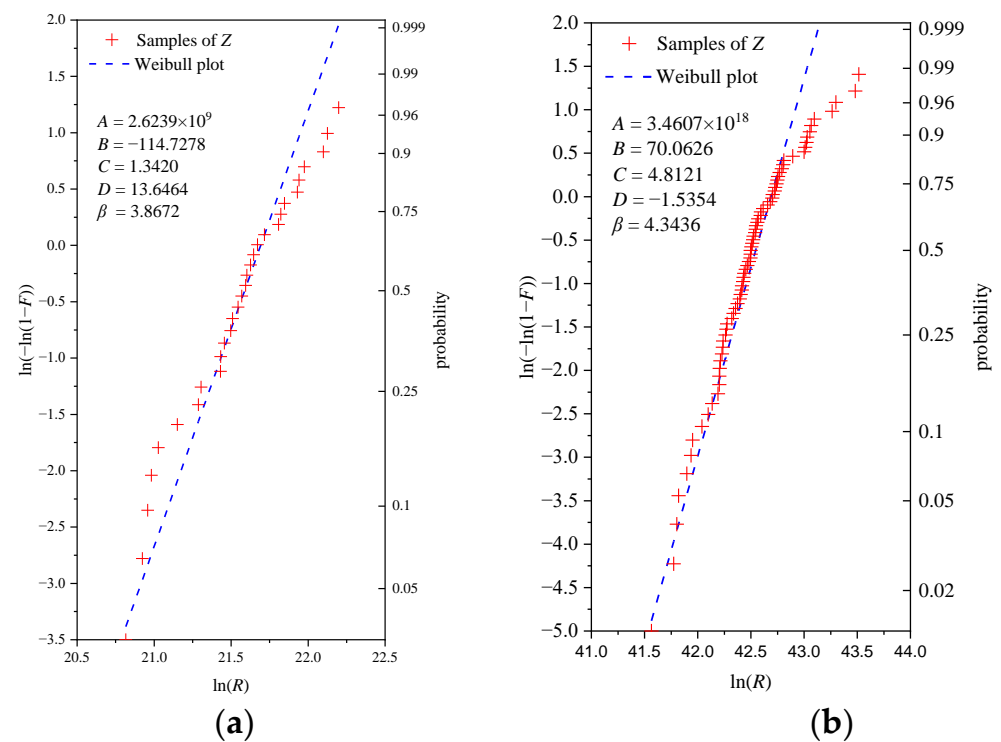 2.0
1.5
1.0
0.5
0.0
−0.5
−1.0
−1.5
−2.0
−2.5
−3.0
−3.5
ln(−ln(1−F))
Samples of Z
Weibull plot
A = 2.6239×10⁹
B = −114.7278
C = 1.3420
D = 13.6464
β = 3.8672
0.999
0.99
0.96
0.9
0.75
0.5
0.25
0.1
0.05
probability
20.5 21.0 21.5 22.0 22.5
ln(R)
(a)
2.0
1.5
1.0
0.5
0.0
−0.5
−1.0
−1.5
−2.0
−2.5
−3.0
−3.5
−4.0
−4.5
−5.0
ln(−ln(1−F))
Samples of Z
Weibull plot
A = 3.4607×10¹⁸
B = 70.0626
C = 4.8121
D = −1.5354
β = 4.3436
0.999
0.99
0.96
0.9
0.75
0.5
0.25
0.1
0.05
0.02
probability
41.0 41.5 42.0 42.5 43.0 43.5 44.0
ln(R)
(b)